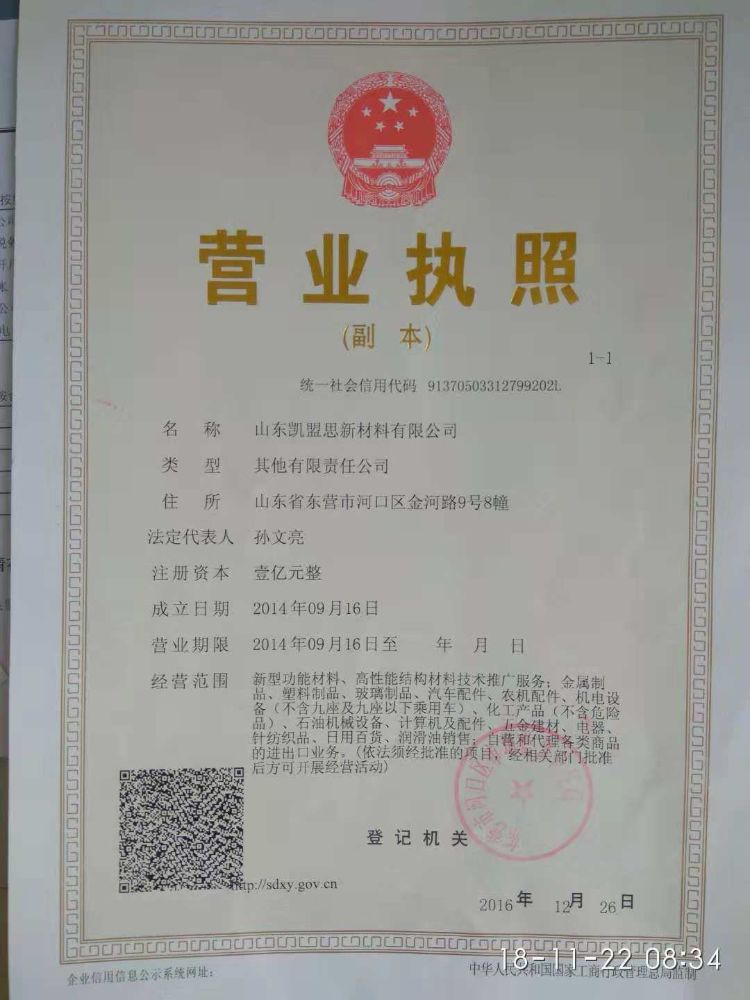 营业执照
(副 本)
1-1
统一社会信用代码 91370503312799202L
名 称 山东凯盟思新材料有限公司
类 型 其他有限责任公司
住 所 山东省东营市河口区金河路9号8幢
法定代表人 孙文亮
注册资本 壹亿元整
成立日期 2014年09月16日
营业期限 2014年09月16日至 年 月 日
经营范围 新型功能材料、高性能结构材料技术推广服务；金属制
品、塑料制品、玻璃制品、汽车配件、农机配件、机电设
备（不含九座及九座以下乘用车）、化工产品（不含危险
品）、石油机械设备、计算机及配件、五金建材、电器、
针纺织品、日用百货、润滑油销售；自营和代理各类商品
的进出口业务。(依法须经批准的项目，经相关部门批准
后方可开展经营活动)
登记机关
http://sdxy.gov.cn
2016年 12月 26日
企业信用信息公示系统网址：
中华人民共和国国家工商行政管理总局监制
18-11-22 08:34